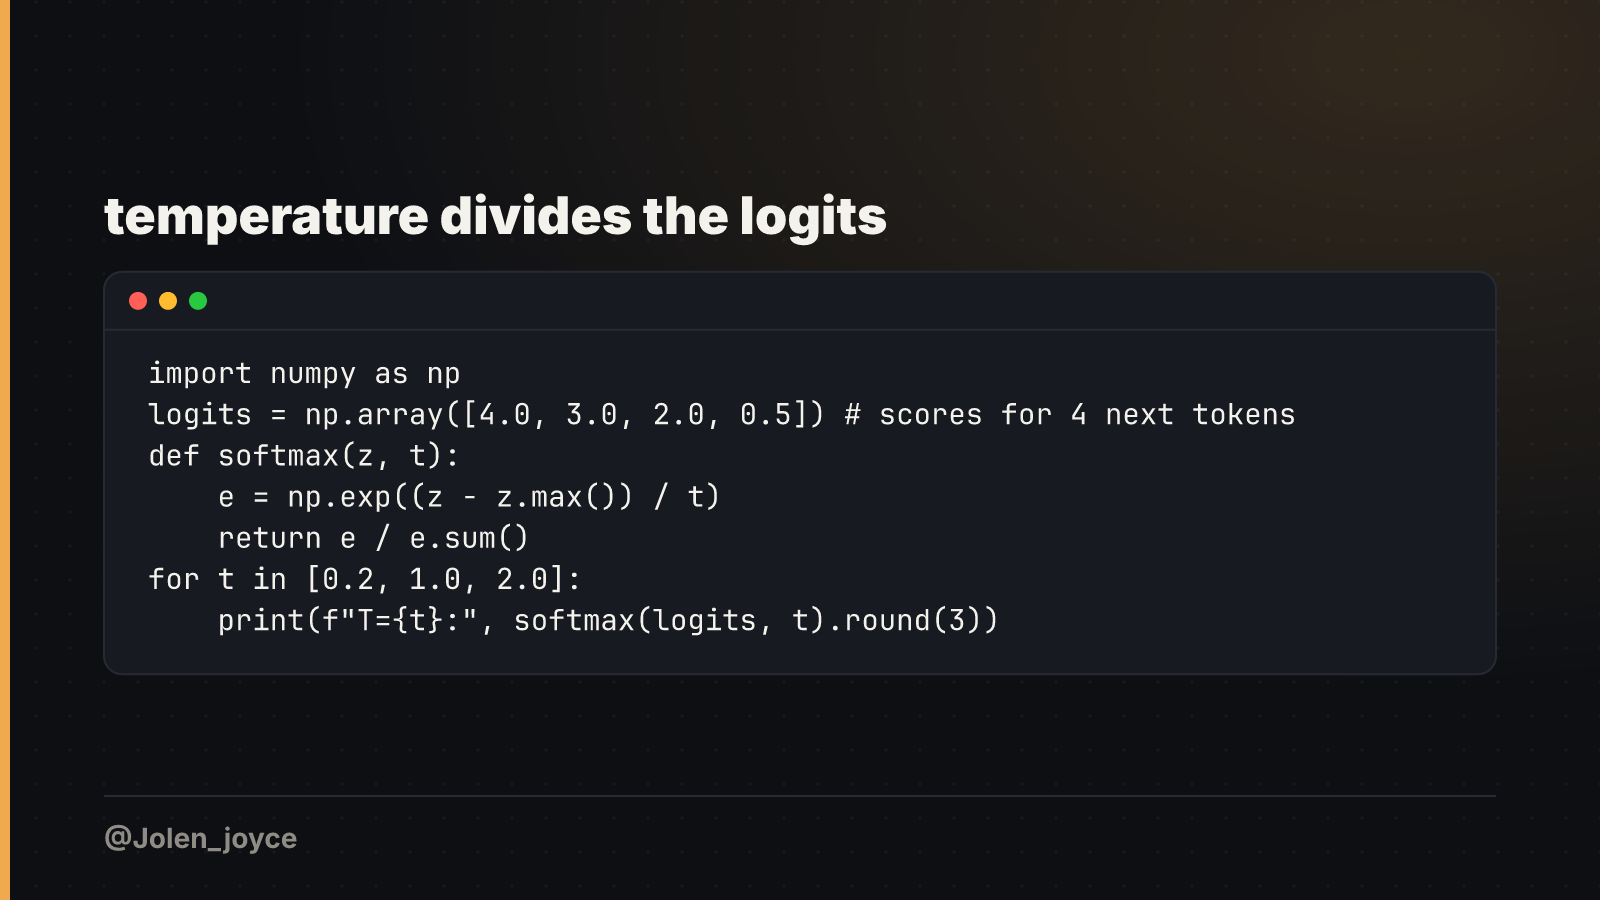 temperature divides the logits
import numpy as np
logits = np.array([4.0, 3.0, 2.0, 0.5]) # scores for 4 next tokens
def softmax(z, t):
    e = np.exp((z - z.max()) / t)
    return e / e.sum()
for t in [0.2, 1.0, 2.0]:
    print(f"T={t}:", softmax(logits, t).round(3))
@Jolen_joyce